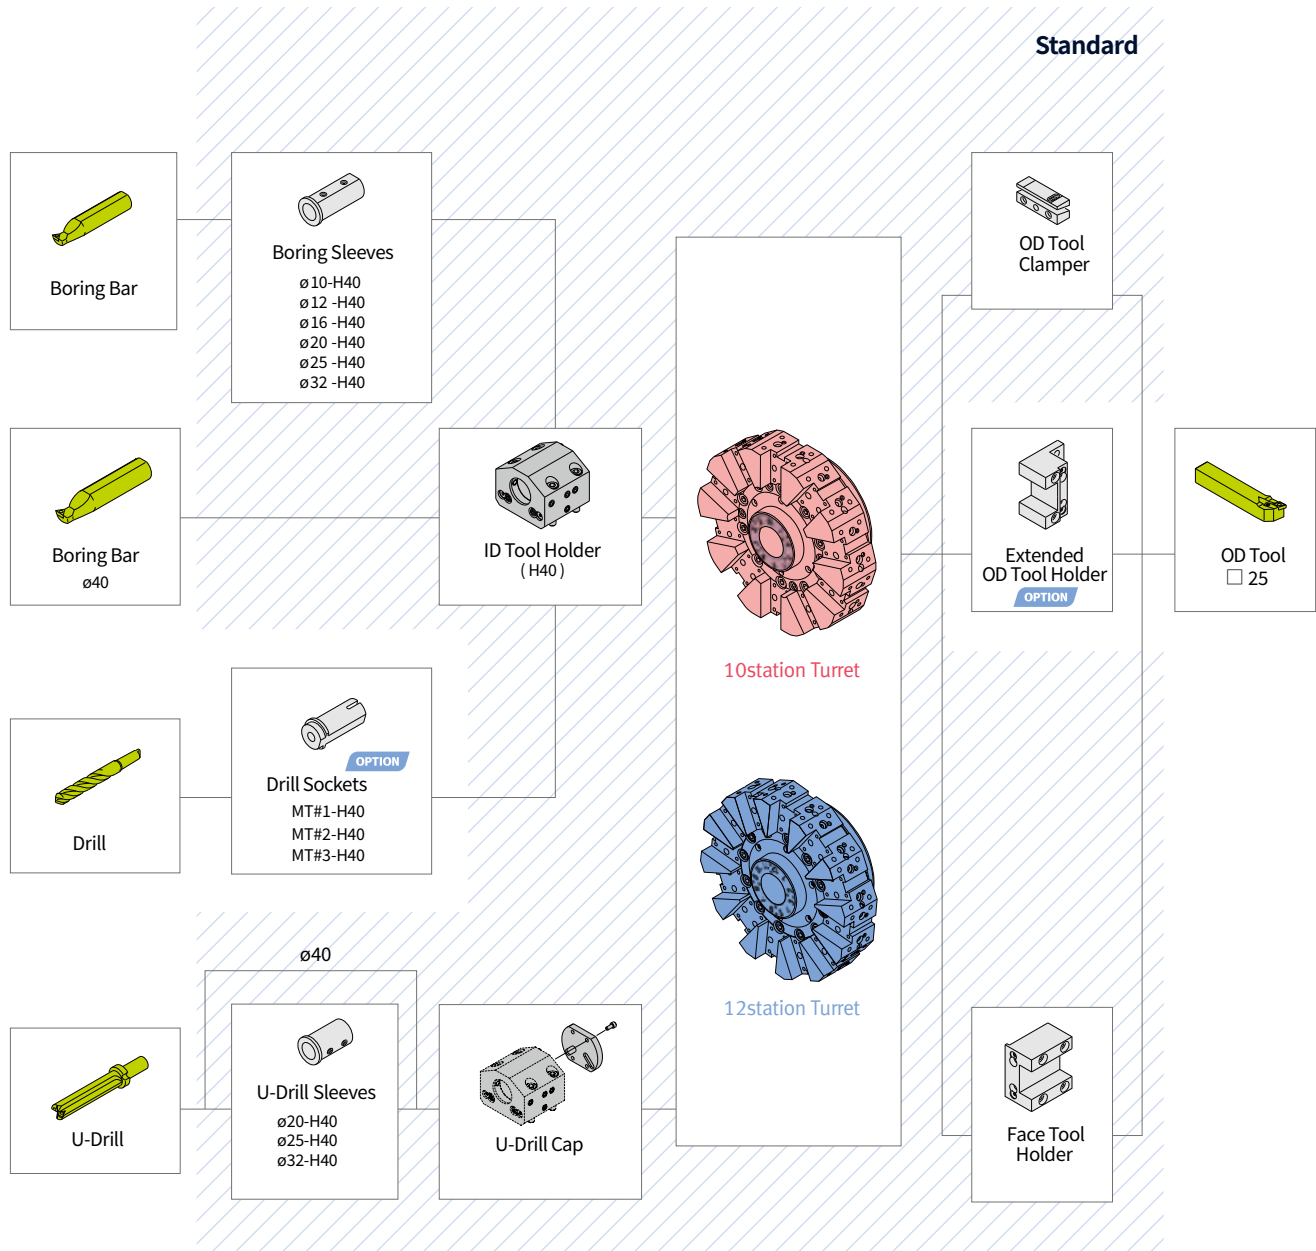 Standard
Boring Bar
Boring Sleeves
ø10-H40
ø12 -H40
ø16 -H40
ø20 -H40
ø25 -H40
ø32 -H40
OD Tool
Clamper
Boring Bar
ø40
ID Tool Holder
( H40 )
10station Turret
Extended
OD Tool Holder
OPTION
OD Tool
□ 25
Drill
OPTION
Drill Sockets
MT#1-H40
MT#2-H40
MT#3-H40
12station Turret
ø40
U-Drill
U-Drill Sleeves
ø20-H40
ø25-H40
ø32-H40
U-Drill Cap
Face Tool
Holder